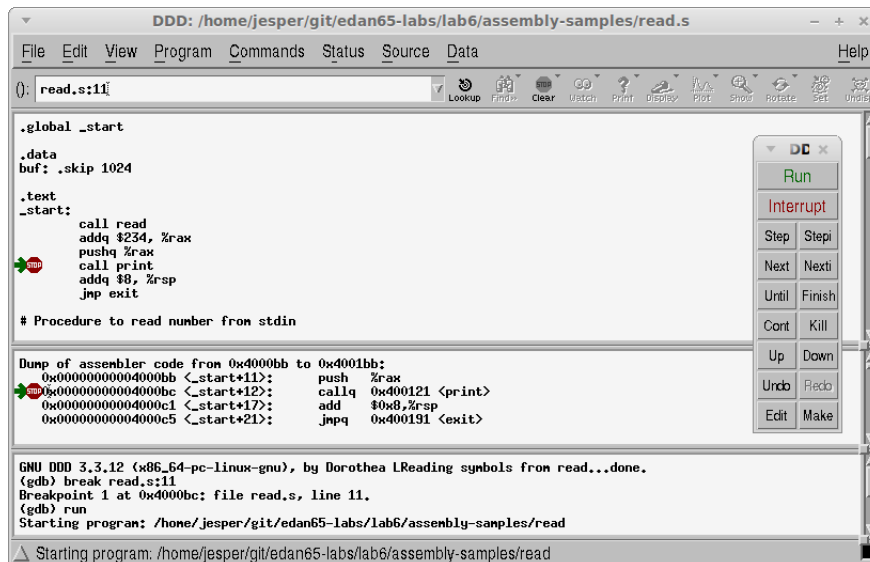 DDD: /home/jesper/git/edan65-labs/lab6/assembly-samples/read.s
File Edit View Program Commands Status Source Data Help
(): read.s:11
Lookup Find» Clear Watch Print Display Plot Show Rotate Set Undisp
.global _start
.data
buf: .skip 1024
.text
_start:
call read
addq $234, %rax
pushq %rax
STOP call print
addq $8, %rsp
jmp exit
# Procedure to read number from stdin
DD
Run
Interrupt
Step Stepi
Next Nexti
Until Finish
Cont Kill
Up Down
Undo Redo
Edit Make
Dump of assembler code from 0x4000bb to 0x4001bb:
0x00000000004000bb <_start+11>: push %rax
STOP 0x00000000004000bc <_start+12>: callq 0x400121 <print>
0x00000000004000c1 <_start+17>: add $0x8,%rsp
0x00000000004000c5 <_start+21>: jmpq 0x400191 <exit>
GNU DDD 3.3.12 (x86_64-pc-linux-gnu), by Dorothea LReading symbols from read...done.
(gdb) break read.s:11
Breakpoint 1 at 0x4000bc: file read.s, line 11.
(gdb) run
Starting program: /home/jesper/git/edan65-labs/lab6/assembly-samples/read
Starting program: /home/jesper/git/edan65-labs/lab6/assembly-samples/read